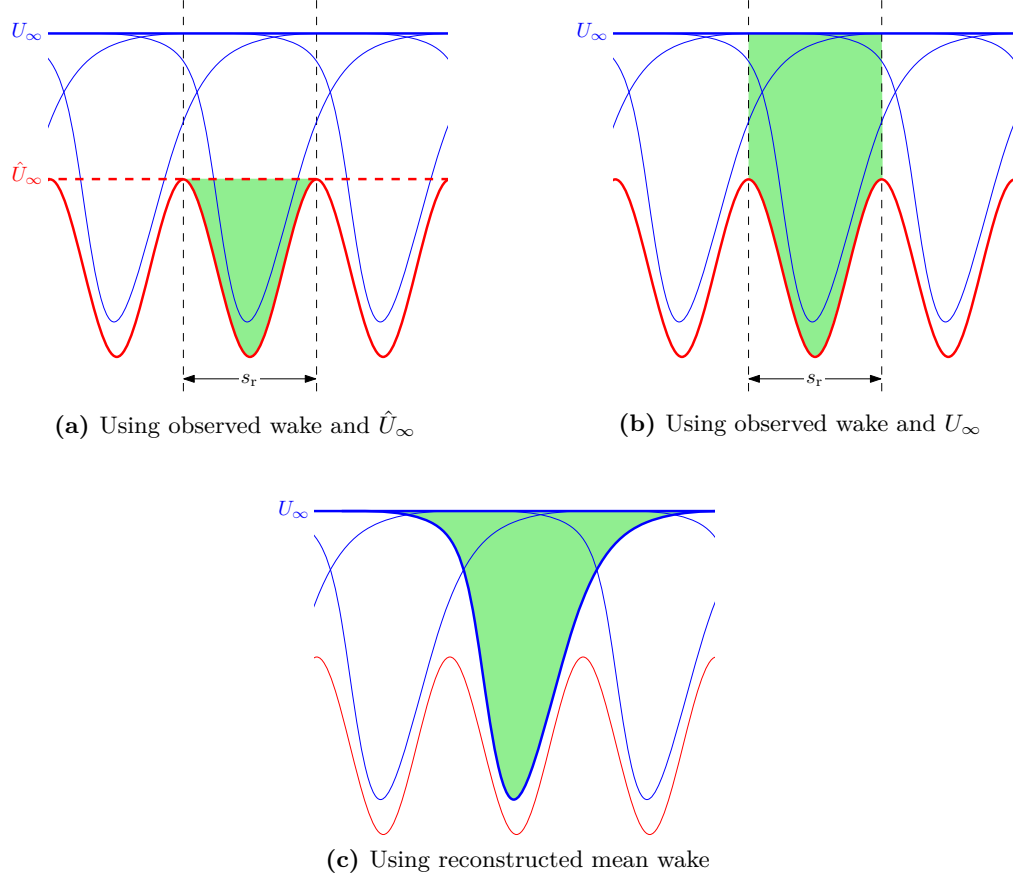 U∞
U∞
Û∞
sr
sr
(a) Using observed wake and Û∞
(b) Using observed wake and U∞
U∞
(c) Using reconstructed mean wake